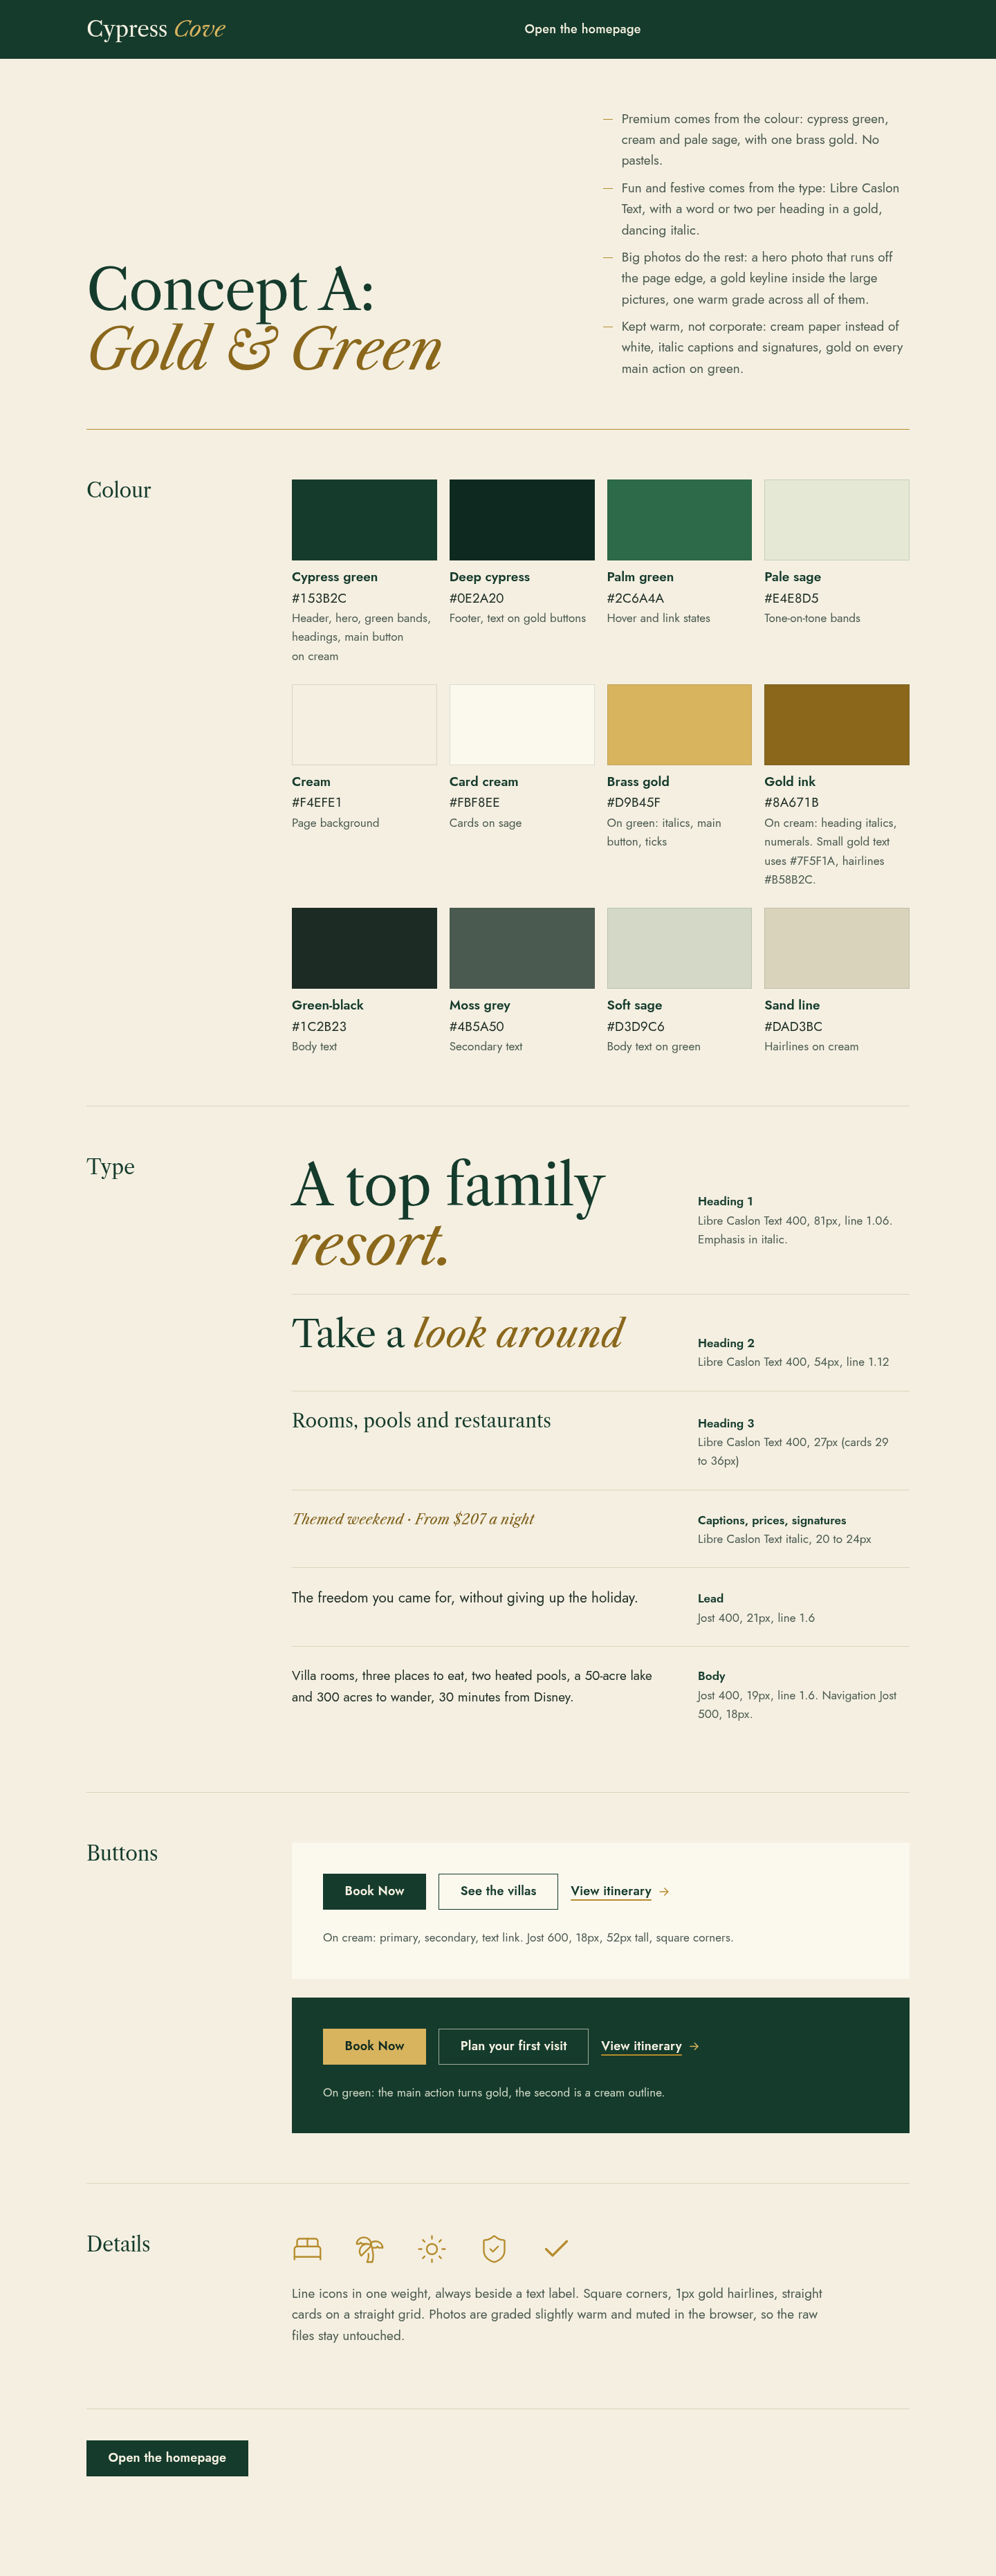 Cypress Cove
Open the homepage
Concept A:
Gold & Green
— Premium comes from the colour: cypress green,
cream and pale sage, with one brass gold. No
pastels.
— Fun and festive comes from the type: Libre Caslon
Text, with a word or two per heading in a gold,
dancing italic.
— Big photos do the rest: a hero photo that runs off
the page edge, a gold keyline inside the large
pictures, one warm grade across all of them.
— Kept warm, not corporate: cream paper instead of
white, italic captions and signatures, gold on every
main action on green.
Colour
Cypress green
#153B2C
Header, hero, green bands,
headings, main button
on cream
Deep cypress
#0E2A20
Footer, text on gold buttons
Palm green
#2C6A4A
Hover and link states
Pale sage
#E4E8D5
Tone-on-tone bands
Cream
#F4EFE1
Page background
Card cream
#FBF8EE
Cards on sage
Brass gold
#D9B45F
On green: italics, main
button, ticks
Gold ink
#8A671B
On cream: heading italics,
numerals. Small gold text
uses #7F5F1A, hairlines
#B58B2C.
Green-black
#1C2B23
Body text
Moss grey
#4B5A50
Secondary text
Soft sage
#D3D9C6
Body text on green
Sand line
#DAD3BC
Hairlines on cream
Type
A top family
resort.
Heading 1
Libre Caslon Text 400, 81px, line 1.06.
Emphasis in italic.
Take a look around
Heading 2
Libre Caslon Text 400, 54px, line 1.12
Rooms, pools and restaurants
Heading 3
Libre Caslon Text 400, 27px (cards 29
to 36px)
Themed weekend · From $207 a night
Captions, prices, signatures
Libre Caslon Text italic, 20 to 24px
The freedom you came for, without giving up the holiday.
Lead
Jost 400, 21px, line 1.6
Villa rooms, three places to eat, two heated pools, a 50-acre lake
and 300 acres to wander, 30 minutes from Disney.
Body
Jost 400, 19px, line 1.6. Navigation Jost
500, 18px.
Buttons
Book Now
See the villas
View itinerary →
On cream: primary, secondary, text link. Jost 600, 18px, 52px tall, square corners.
Book Now
Plan your first visit
View itinerary →
On green: the main action turns gold, the second is a cream outline.
Details
Line icons in one weight, always beside a text label. Square corners, 1px gold hairlines, straight
cards on a straight grid. Photos are graded slightly warm and muted in the browser, so the raw
files stay untouched.
Open the homepage